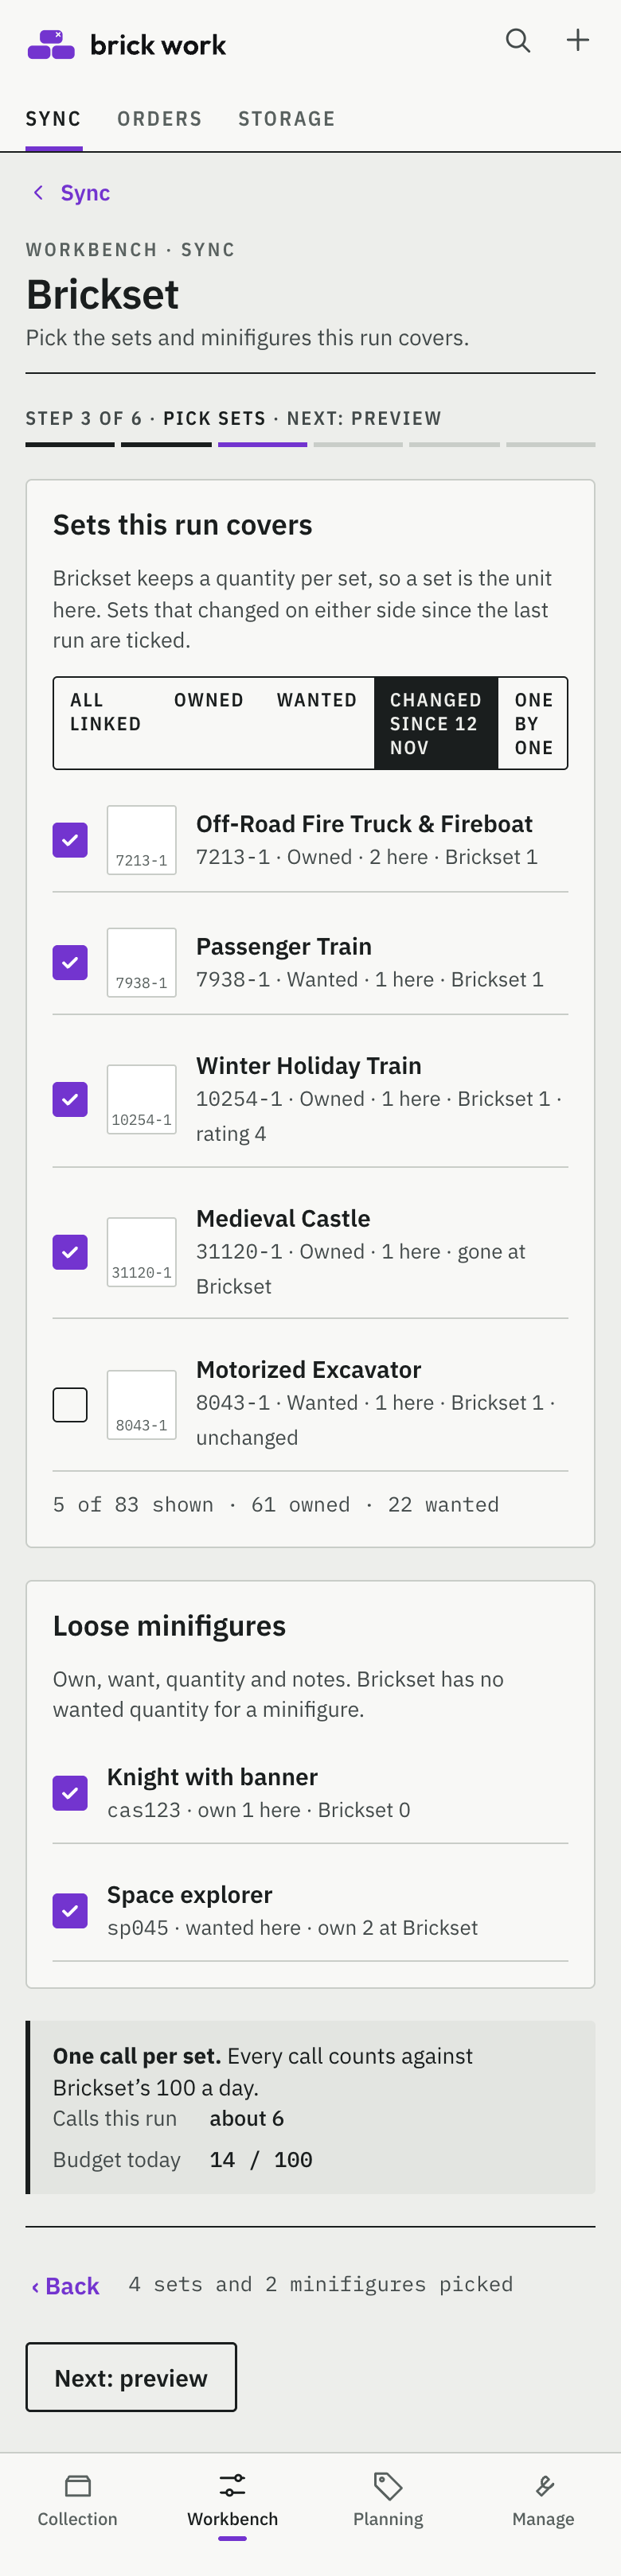 brick work
SYNC ORDERS STORAGE
Sync
WORKBENCH · SYNC
Brickset
Pick the sets and minifigures this run covers.
STEP 3 OF 6 · PICK SETS · NEXT: PREVIEW
Sets this run covers
Brickset keeps a quantity per set, so a set is the unit
here. Sets that changed on either side since the last
run are ticked.
ALL LINKED
OWNED
WANTED
CHANGED SINCE 12 NOV
ONE BY ONE
7213-1
Off-Road Fire Truck & Fireboat
7213-1 · Owned · 2 here · Brickset 1
7938-1
Passenger Train
7938-1 · Wanted · 1 here · Brickset 1
10254-1
Winter Holiday Train
10254-1 · Owned · 1 here · Brickset 1 ·
rating 4
31120-1
Medieval Castle
31120-1 · Owned · 1 here · gone at
Brickset
8043-1
Motorized Excavator
8043-1 · Wanted · 1 here · Brickset 1 ·
unchanged
5 of 83 shown · 61 owned · 22 wanted
Loose minifigures
Own, want, quantity and notes. Brickset has no
wanted quantity for a minifigure.
Knight with banner
cas123 · own 1 here · Brickset 0
Space explorer
sp045 · wanted here · own 2 at Brickset
One call per set. Every call counts against
Brickset’s 100 a day.
Calls this run about 6
Budget today 14 / 100
‹ Back 4 sets and 2 minifigures picked
Next: preview
Collection Workbench Planning Manage